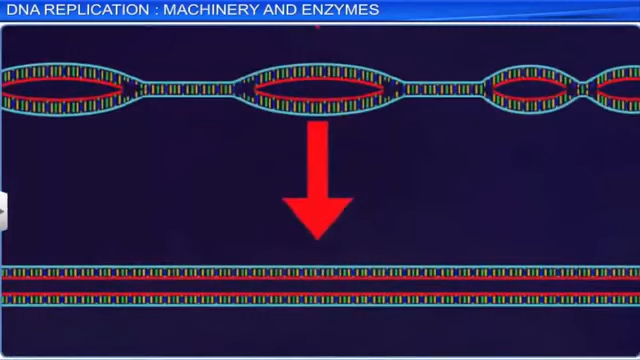 DNA REPLICATION : MACHINERY AND ENZYMES